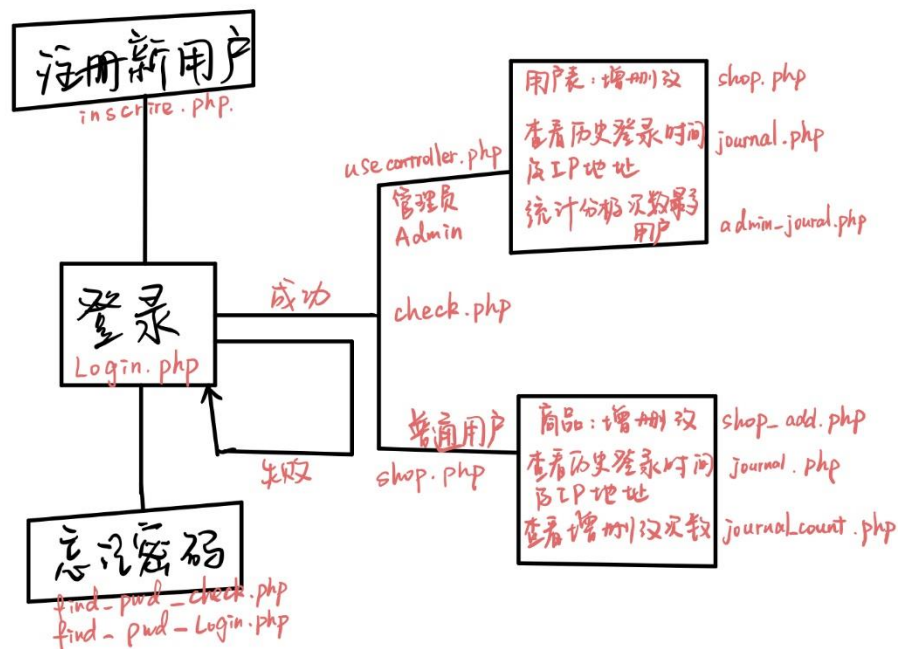 注册新用户
inscrire.php.
登录
Login.php
忘记密码
find_pwd_check.php
find_pwd_Login.php
成功
失败
check.php
usecontroller.php
管理员
Admin
用户表:增删改
shop.php
查看历史登录时间
journal.php
及IP地址
统计分析次数最多
用户
admin-joural.php
普通用户
shop.php
商品:增删改
shop_add.php
查看历史登录时间
journal.php
及IP地址
查看增删改次数
journal_count.php